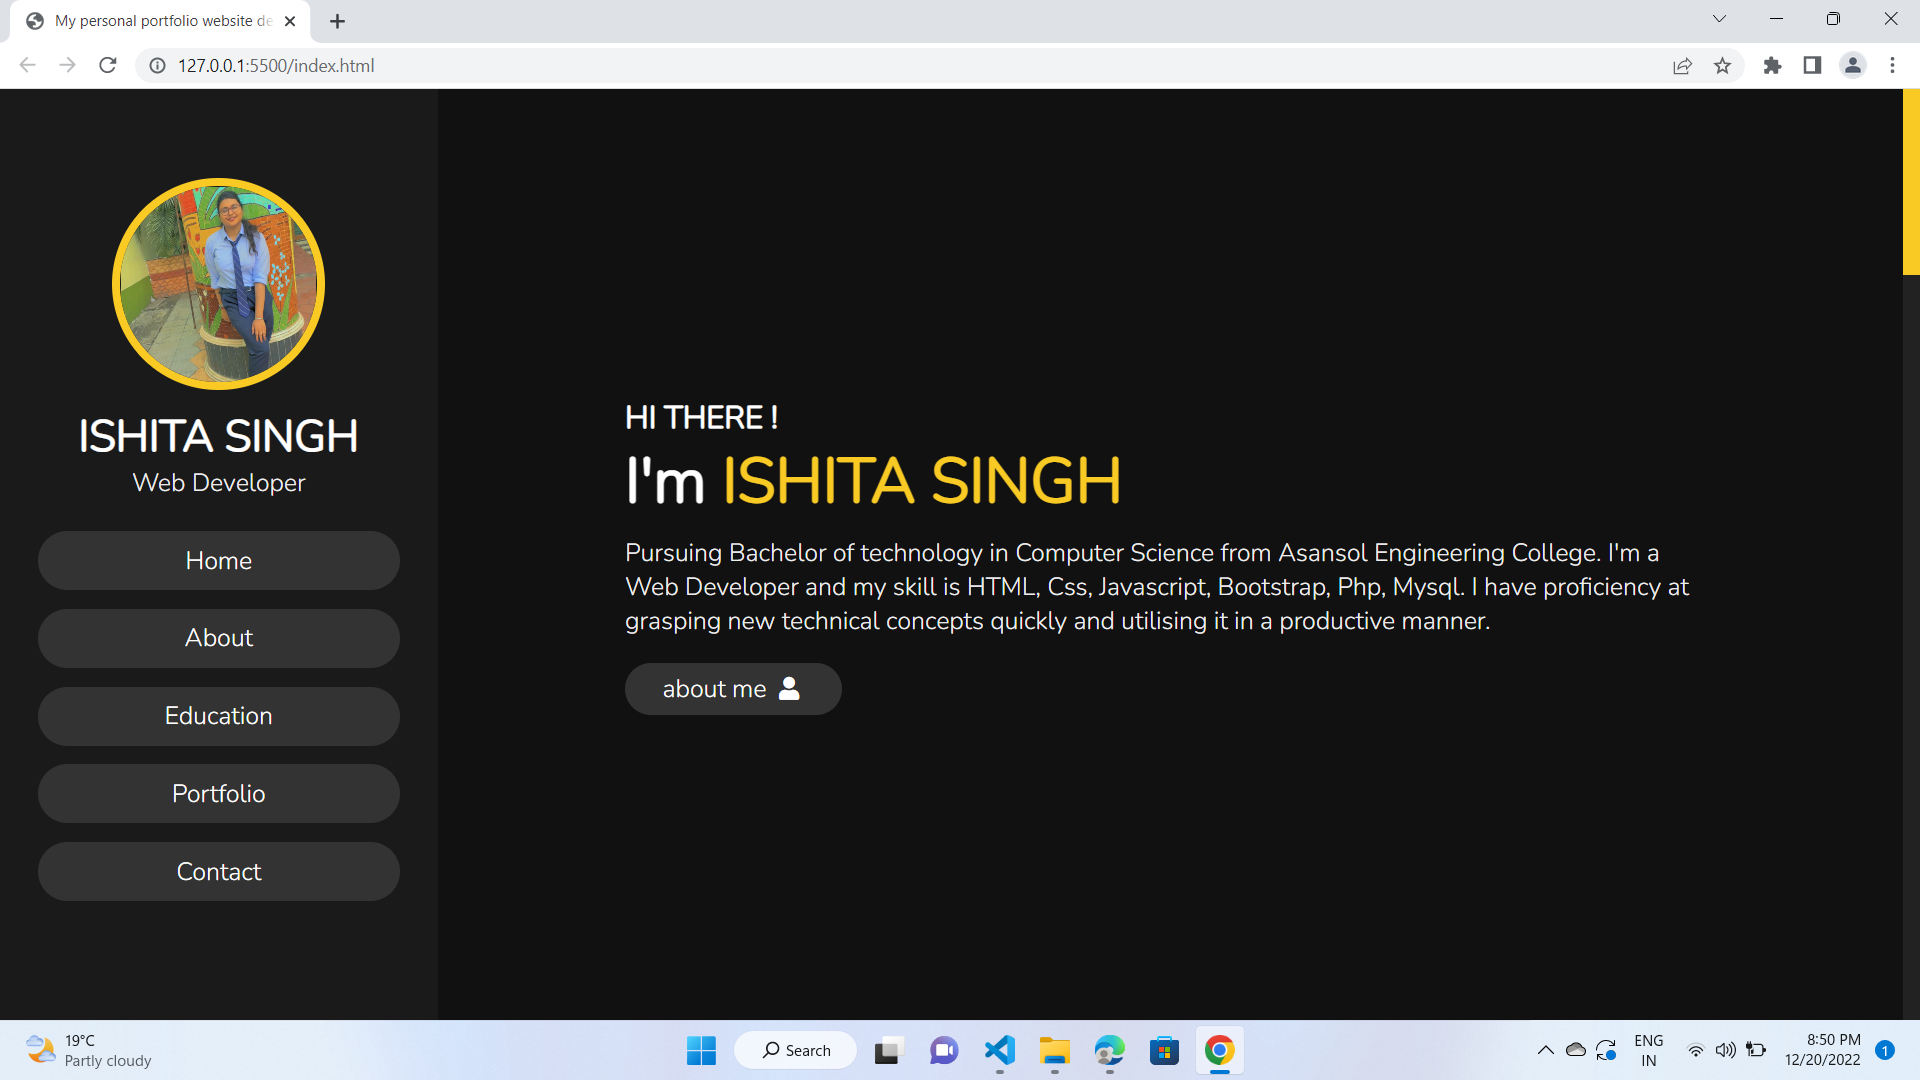 My personal portfolio website de
127.0.0.1:5500/index.html
ISHITA SINGH
Web Developer
Home
About
Education
Portfolio
Contact
HI THERE !
I'm ISHITA SINGH
Pursuing Bachelor of technology in Computer Science from Asansol Engineering College. I'm a
Web Developer and my skill is HTML, Css, Javascript, Bootstrap, Php, Mysql. I have proficiency at
grasping new technical concepts quickly and utilising it in a productive manner.
about me
19°C
Partly cloudy
Search
ENG
IN
8:50 PM
12/20/2022
1